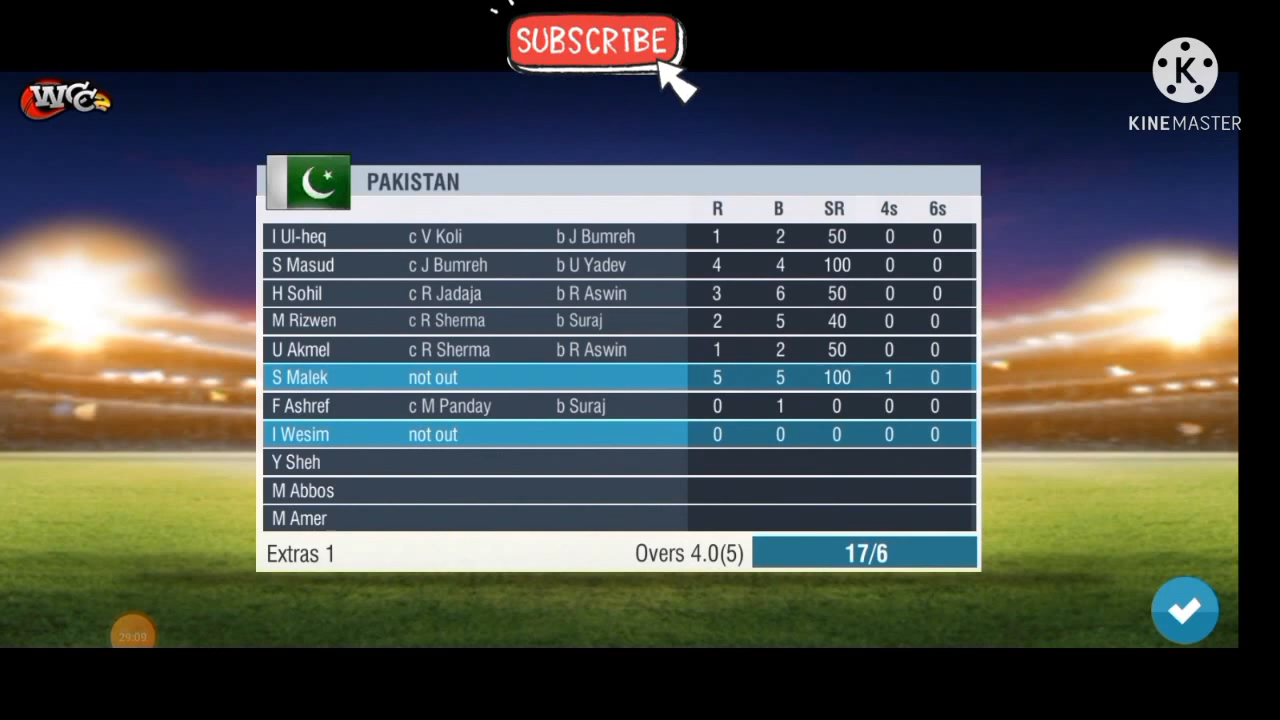 SUBSCRIBE
WCC
K
KINEMASTER
PAKISTAN
R B SR 4s 6s
I Ul-heq c V Koli b J Bumreh 1 2 50 0 0
S Masud c J Bumreh b U Yadev 4 4 100 0 0
H Sohil c R Jadaja b R Aswin 3 6 50 0 0
M Rizwen c R Sherma b Suraj 2 5 40 0 0
U Akmel c R Sherma b R Aswin 1 2 50 0 0
S Malek not out 5 5 100 1 0
F Ashref c M Panday b Suraj 0 1 0 0 0
I Wesim not out 0 0 0 0 0
Y Sheh
M Abbos
M Amer
Extras 1 Overs 4.0(5) 17/6
29:09